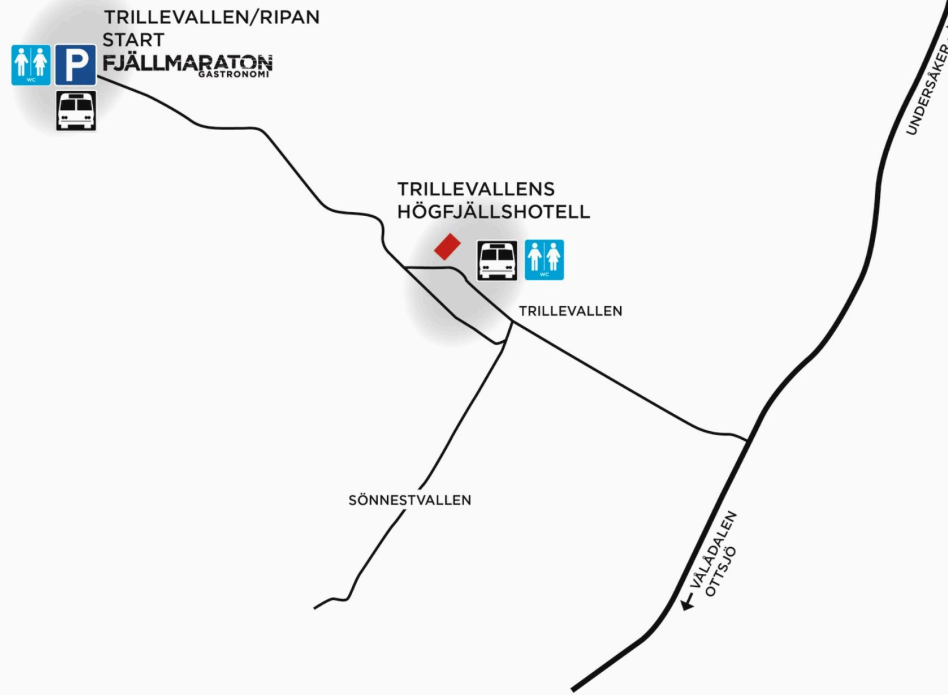 TRILLEVALLEN/RIPAN
START
FJÄLLMARATON
GASTRONOMI
WC
P
UNDERSÅKER
TRILLEVALLENS
HÖGFJÄLLSHOTELL
WC
TRILLEVALLEN
SÖNNESTVALLEN
VÅLÅDALEN
OTTSJÖ